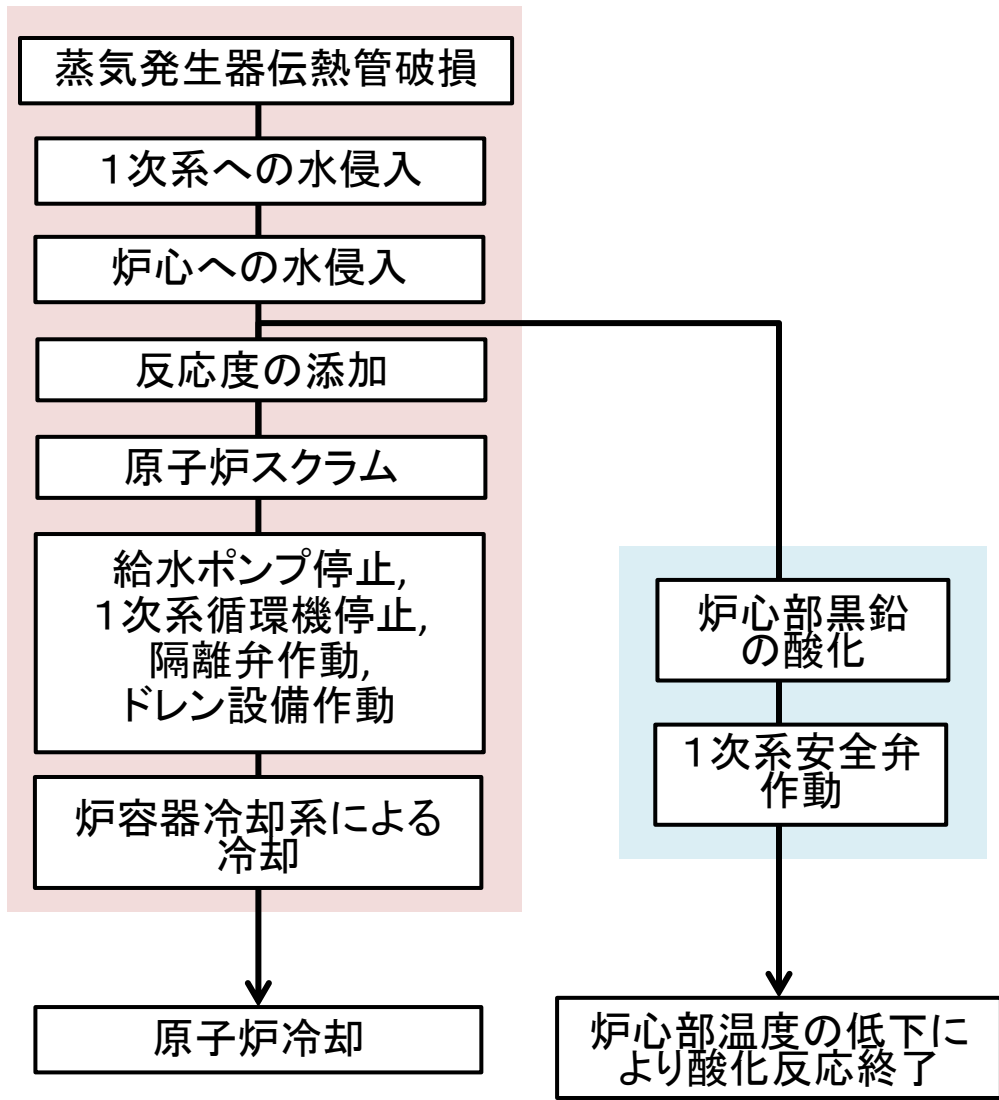 蒸気発生器伝熱管破損
1次系への水侵入
炉心への水侵入
反応度の添加
原子炉スクラム
給水ポンプ停止,
1次系循環機停止,
隔離弁作動,
ドレン設備作動
炉容器冷却系による
冷却
原子炉冷却
炉心部黒鉛
の酸化
1次系安全弁
作動
炉心部温度の低下に
より酸化反応終了